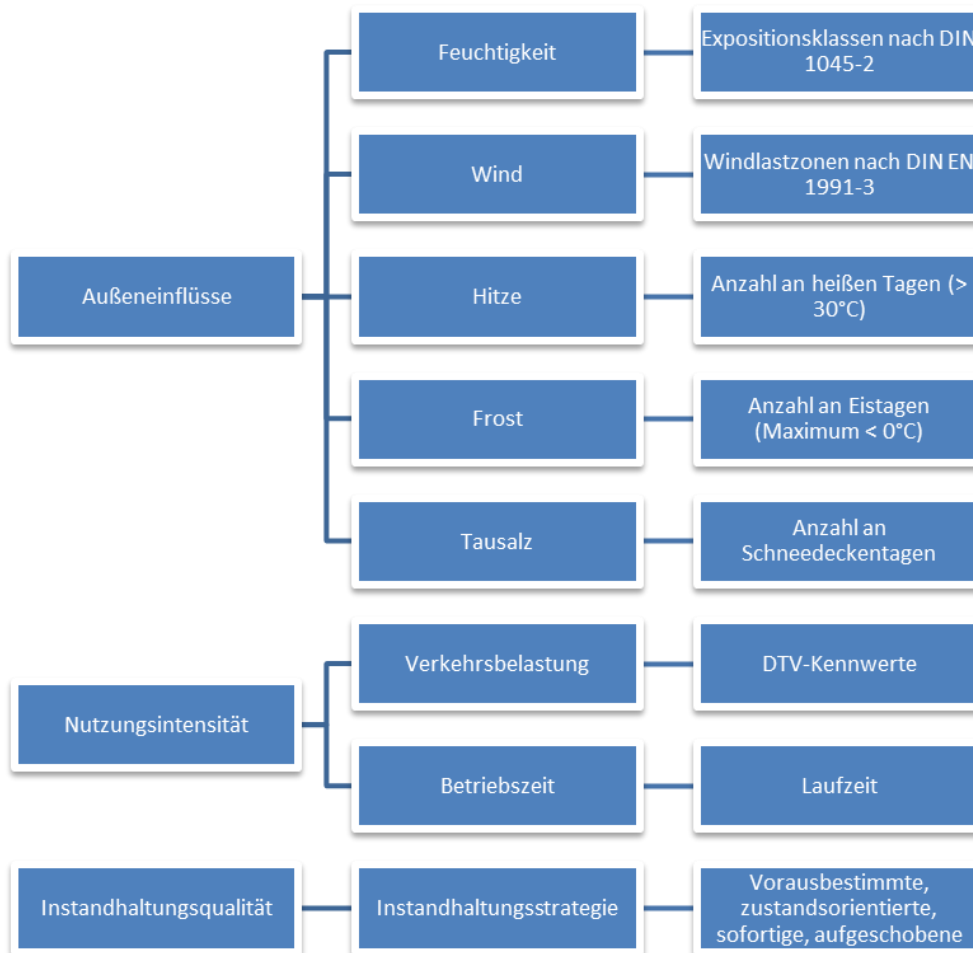 Feuchtigkeit
Expositionsklassen nach DIN
1045-2
Wind
Windlastzonen nach DIN EN
1991-3
Außeneinflüsse
Hitze
Anzahl an heißen Tagen (>
30°C)
Frost
Anzahl an Eistagen
(Maximum < 0°C)
Tausalz
Anzahl an
Schneedeckentagen
Nutzungsintensität
Verkehrsbelastung
DTV-Kennwerte
Betriebszeit
Laufzeit
Instandhaltungsqualität
Instandhaltungsstrategie
Vorausbestimmte,
zustandsorientierte,
sofortige, aufgeschobene